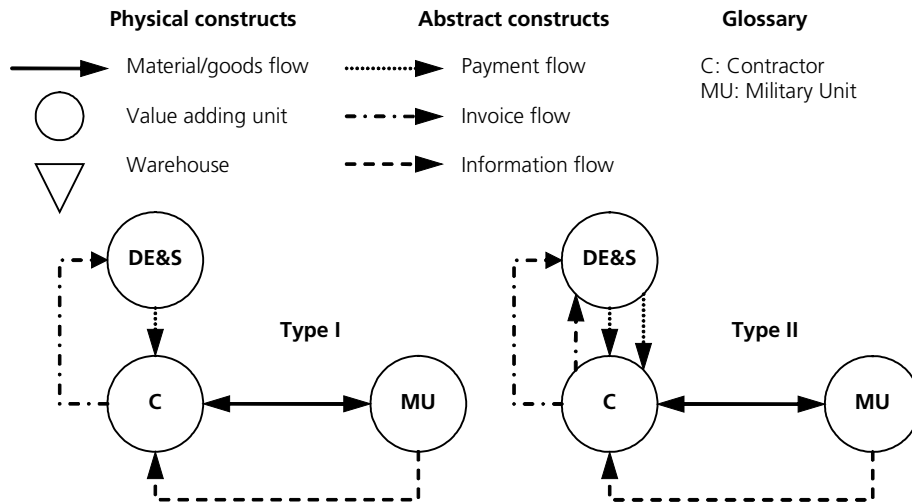 Physical constructs
Abstract constructs
Glossary
Material/goods flow
Payment flow
C: Contractor
MU: Military Unit
Value adding unit
Invoice flow
Warehouse
Information flow
DE&S
DE&S
Type I
Type II
C
MU
C
MU